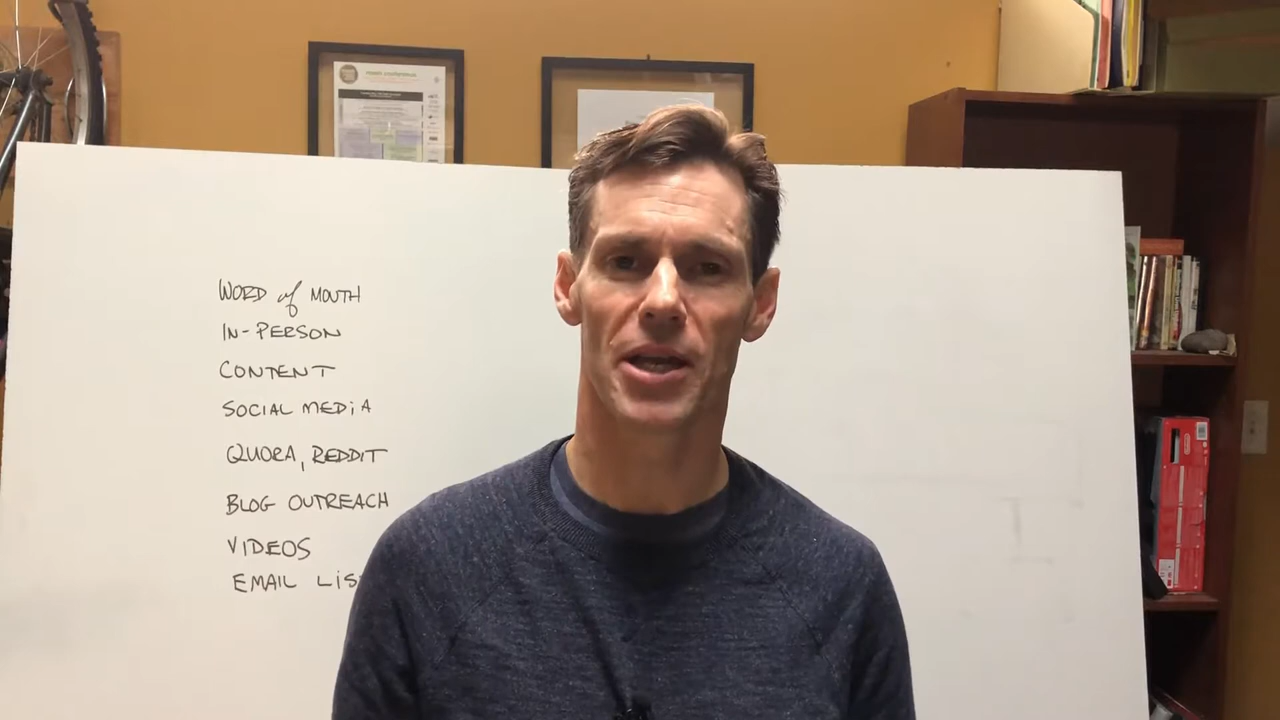 WORD of MOUTH
IN-PERSON
CONTENT
SOCIAL MEDIA
QUORA, REDDIT
BLOG OUTREACH
VIDEOS
EMAIL LIS